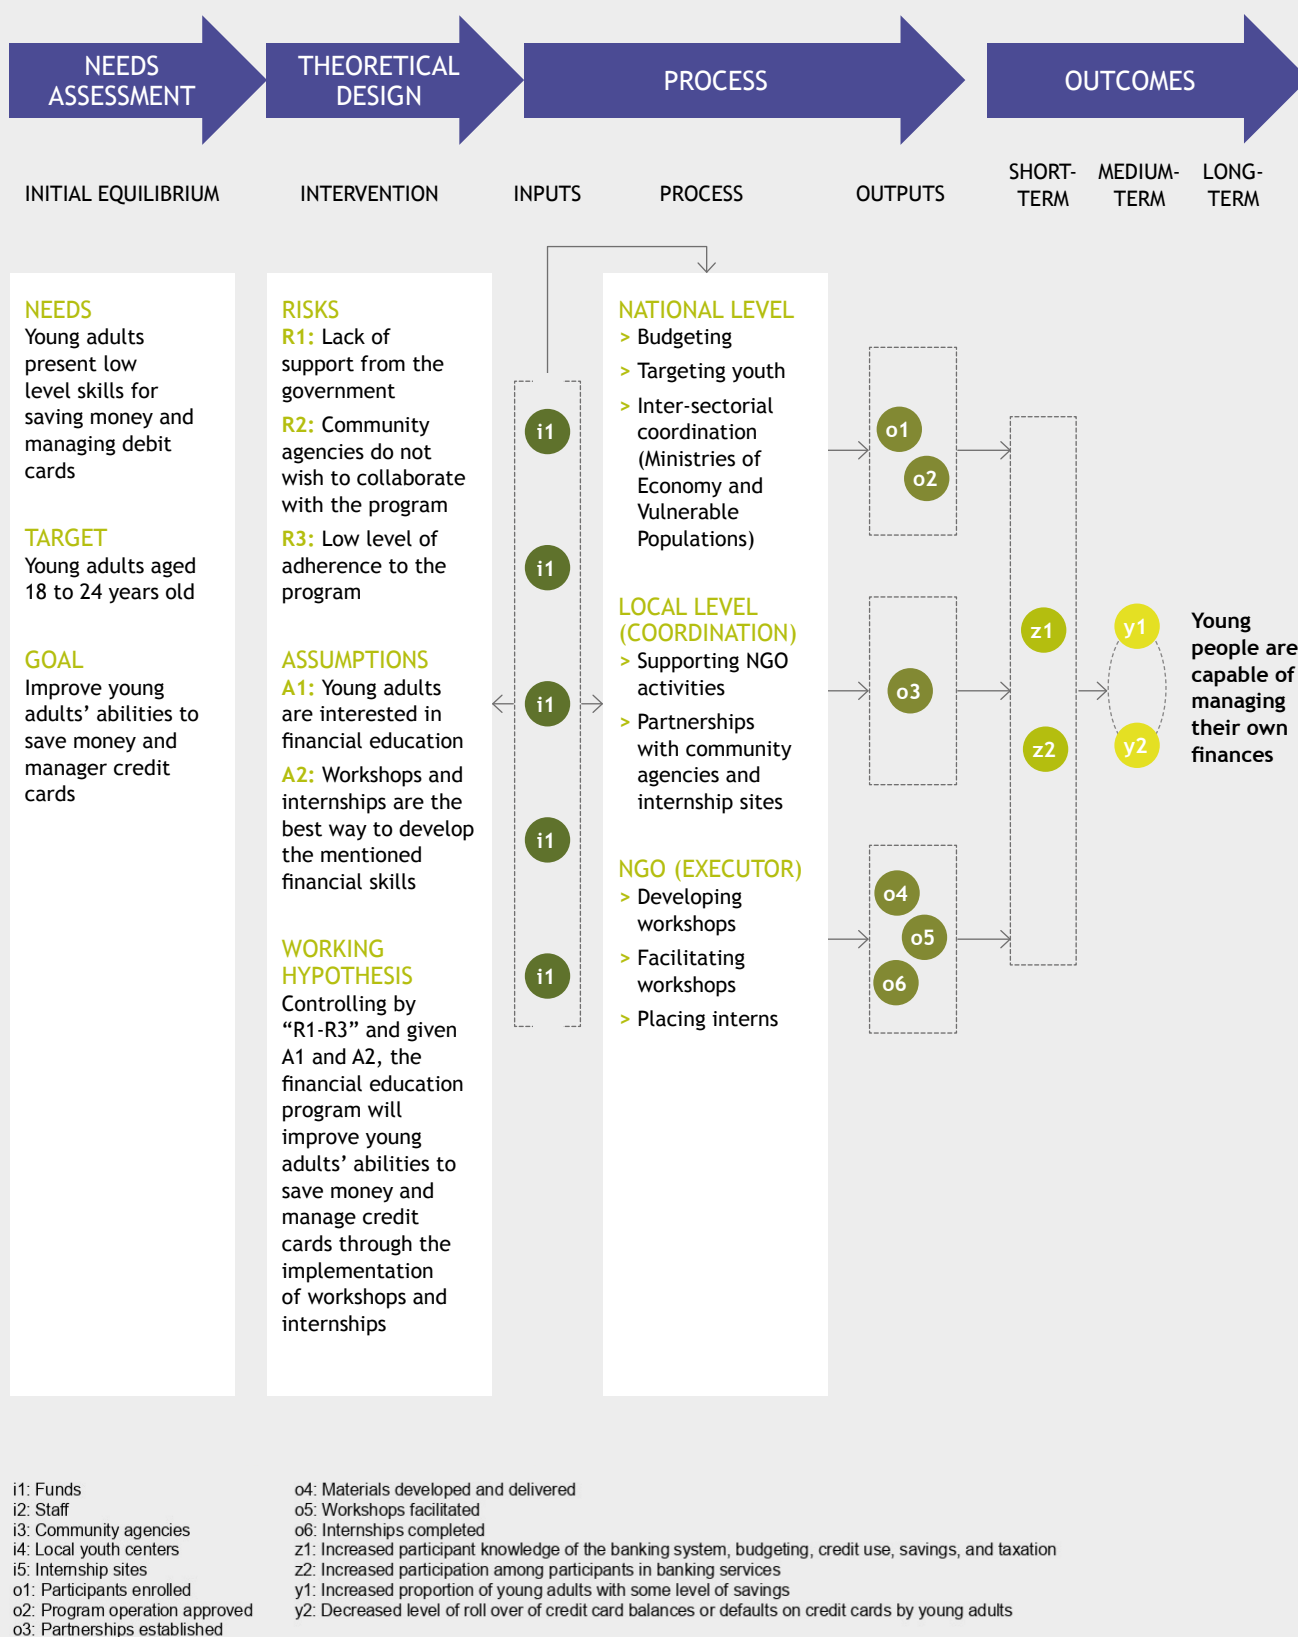 NEEDS
ASSESSMENT
THEORETICAL
DESIGN
PROCESS
OUTCOMES
INITIAL EQUILIBRIUM
INTERVENTION
INPUTS
PROCESS
OUTPUTS
SHORT-
TERM
MEDIUM-
TERM
LONG-
TERM
NEEDS
Young adults
present low
level skills for
saving money and
managing debit
cards
TARGET
Young adults aged
18 to 24 years old
GOAL
Improve young
adults’ abilities to
save money and
manager credit
cards
RISKS
R1: Lack of
support from the
government
R2: Community
agencies do not
wish to collaborate
with the program
R3: Low level of
adherence to the
program
ASSUMPTIONS
A1: Young adults
are interested in
financial education
A2: Workshops and
internships are the
best way to develop
the mentioned
financial skills
WORKING
HYPOTHESIS
Controlling by
“R1-R3” and given
A1 and A2, the
financial education
program will
improve young
adults’ abilities to
save money and
manage credit
cards through the
implementation
of workshops and
internships
i1
i1
i1
i1
i1
NATIONAL LEVEL
> Budgeting
> Targeting youth
> Inter-sectorial
coordination
(Ministries of
Economy and
Vulnerable
Populations)
LOCAL LEVEL
(COORDINATION)
> Supporting NGO
activities
> Partnerships
with community
agencies and
internship sites
NGO (EXECUTOR)
> Developing
workshops
> Facilitating
workshops
> Placing interns
o1
o2
o3
o4
o5
o6
z1
z2
y1
y2
Young
people are
capable of
managing
their own
finances
i1: Funds
i2: Staff
i3: Community agencies
i4: Local youth centers
i5: Internship sites
o1: Participants enrolled
o2: Program operation approved
o3: Partnerships established
o4: Materials developed and delivered
o5: Workshops facilitated
o6: Internships completed
z1: Increased participant knowledge of the banking system, budgeting, credit use, savings, and taxation
z2: Increased participation among participants in banking services
y1: Increased proportion of young adults with some level of savings
y2: Decreased level of roll over of credit card balances or defaults on credit cards by young adults